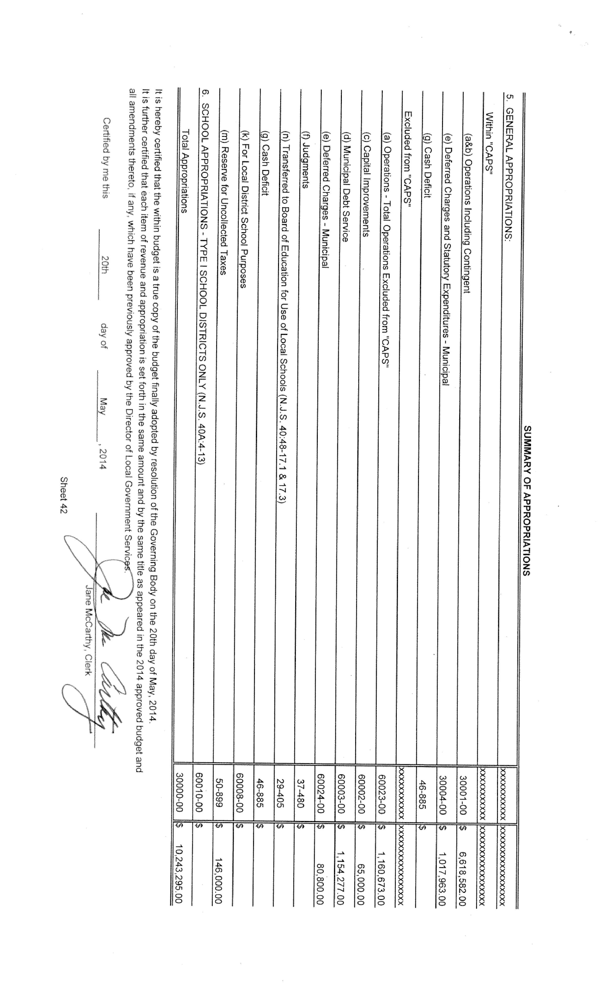 SUMMARY OF APPROPRIATIONS
5. GENERAL APPROPRIATIONS: xxxxxxxxxxx xxxxxxxxxxxxxxxxx
Within "CAPS" xxxxxxxxxxx xxxxxxxxxxxxxxxxx
(a&b) Operations Including Contingent 30001-00 $ 6,618,582.00
(e) Deferred Charges and Statutory Expenditures - Municipal 30004-00 $ 1,017,963.00
(g) Cash Deficit 46-885 $
Excluded from "CAPS" xxxxxxxxxxx xxxxxxxxxxxxxxxxx
(a) Operations - Total Operations Excluded from "CAPS" 60023-00 $ 1,160,673.00
(c) Capital Improvements 60002-00 $ 65,000.00
(d) Municipal Debt Service 60003-00 $ 1,154,277.00
(e) Deferred Charges - Municipal 60024-00 $ 80,800.00
(f) Judgments 37-480 $
(n) Transferred to Board of Education for Use of Local Schools (N.J.S. 40:48-17.1 & 17.3) 29-405 $
(g) Cash Deficit 46-885 $
(k) For Local District School Purposes 60008-00 $
(m) Reserve for Uncollected Taxes 50-899 $ 146,000.00
6. SCHOOL APPROPRIATIONS - TYPE I SCHOOL DISTRICTS ONLY (N.J.S. 40A:4-13) 60010-00 $
Total Appropriations 30000-00 $ 10,243,295.00
It is hereby certified that the within budget is a true copy of the budget finally adopted by resolution of the Governing Body on the 20th day of May, 2014.
It is further certified that each item of revenue and appropriation is set forth in the same amount and by the same title as appeared in the 2014 approved budget and
all amendments thereto, if any, which have been previously approved by the Director of Local Government Services.
Certified by me this 20th day of May, 2014
Jane McCarthy
Jane McCarthy, Clerk
Sheet 42